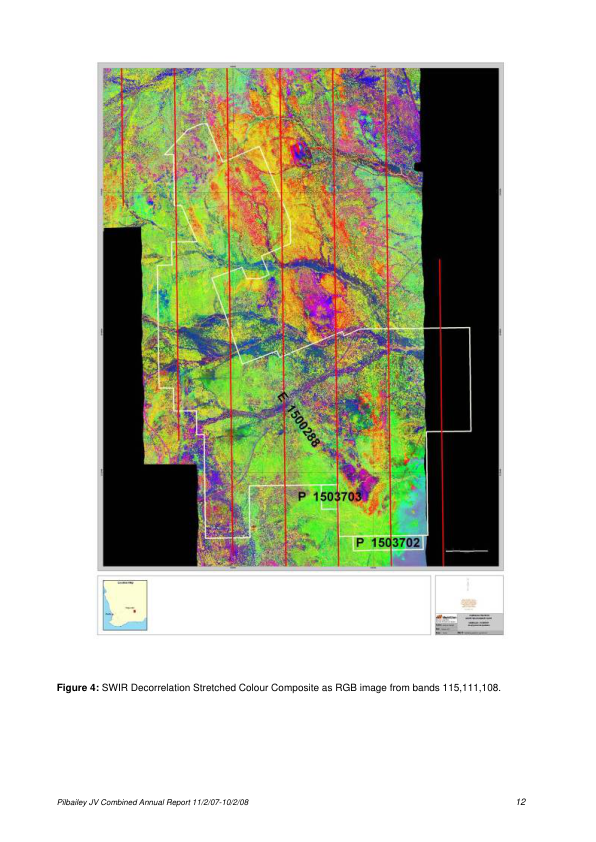 E 1500288
P 1503703
P 1503702
Figure 4: SWIR Decorrelation Stretched Colour Composite as RGB image from bands 115,111,108.
Pilbailey JV Combined Annual Report 11/2/07-10/2/08 12